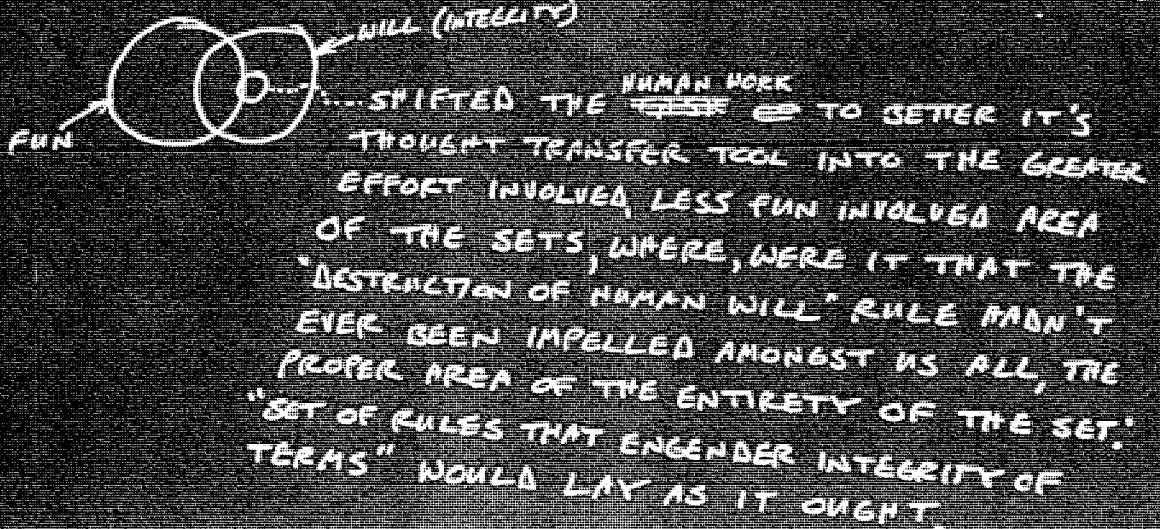 WILL (INTEGRITY)
FUN
HUMAN WORK
....SHIFTED THE TO BETTER IT'S
THOUGHT TRANSFER TOOL INTO THE GREATER
EFFORT INVOLVED, LESS FUN INVOLVED AREA
OF THE SETS, WHERE, WERE IT THAT THE
"DESTRUCTION OF HUMAN WILL" RULE HADN'T
EVER BEEN IMPELLED AMONGST US ALL, THE
PROPER AREA OF THE ENTIRETY OF THE SET:
"SET OF RULES THAT ENGENDER INTEGRITY OF
TERMS" WOULD LAY AS IT OUGHT.